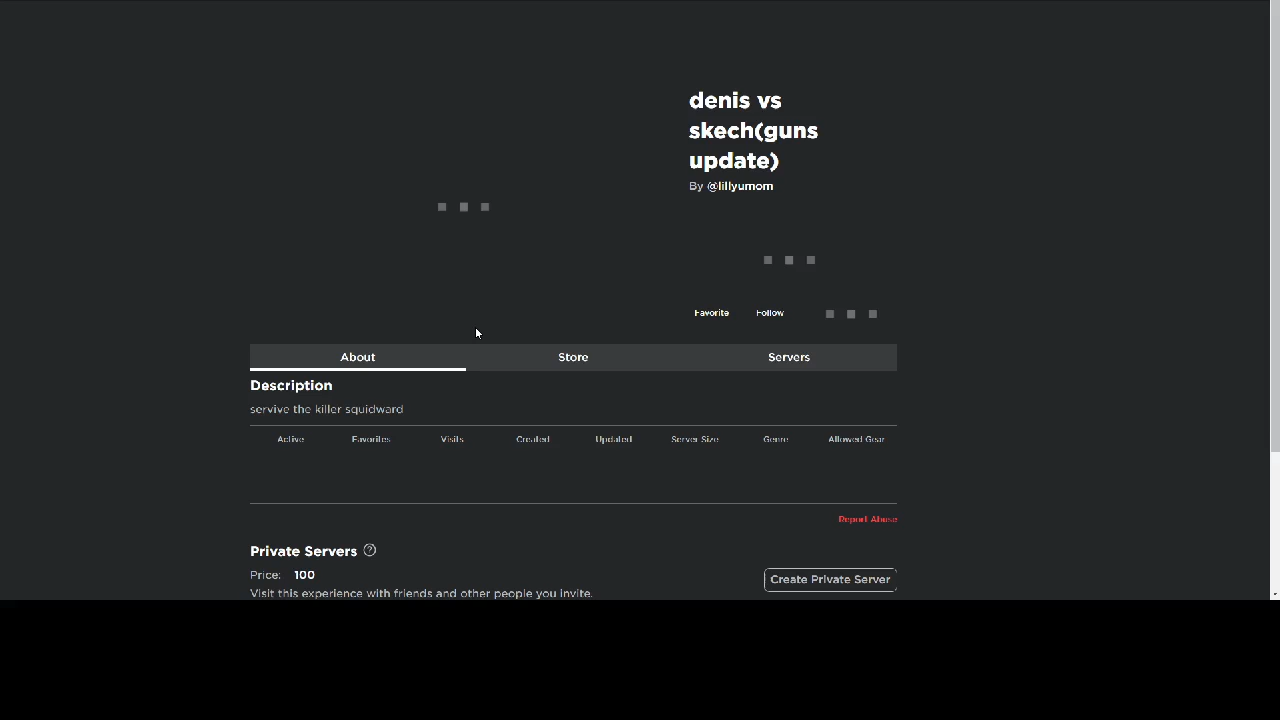 denis vs
skech(guns
update)
By @lillyumom
Favorite Follow
About Store Servers
Description
servive the killer squidward
Active Favorites Visits Created Updated Server Size Genre Allowed Gear
Report Abuse
Private Servers ?
Price: 100
Create Private Server
Visit this experience with friends and other people you invite.